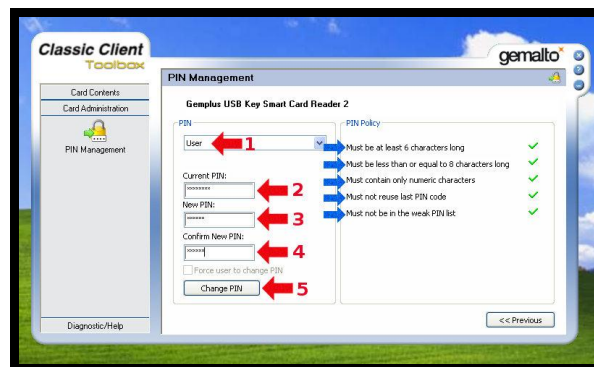 Classic Client
Toolbox
gemalto
PIN Management
Card Contents
Card Administration
PIN Management
Diagnostic/Help
Gemplus USB Key Smart Card Reader 2
PIN
User
1
Current PIN:
××××××××
2
New PIN:
××××××
3
Confirm New PIN:
××××××
4
Force user to change PIN
Change PIN
5
PIN Policy
Must be at least 6 characters long
Must be less than or equal to 8 characters long
Must contain only numeric characters
Must not reuse last PIN code
Must not be in the weak PIN list
<< Previous